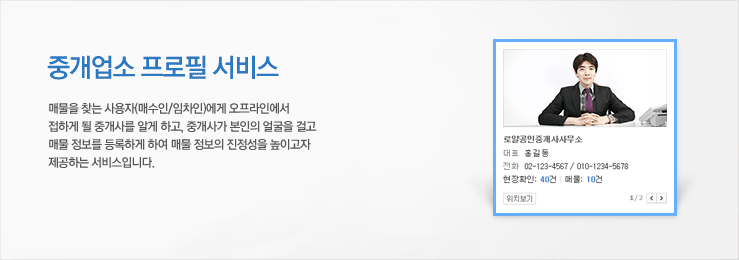 중개업소 프로필 서비스
매물을 찾는 사용자(매수인/임차인)에게 오프라인에서
접하게 될 중개사를 알게 하고, 중개사가 본인의 얼굴을 걸고
매물 정보를 등록하게 하여 매물 정보의 진정성을 높이고자
제공하는 서비스입니다.
로얄공인중개사사무소
대표 홍길동
전화 02-123-4567 / 010-1234-5678
현장확인: 40건 | 매물: 10건
위치보기 1/2